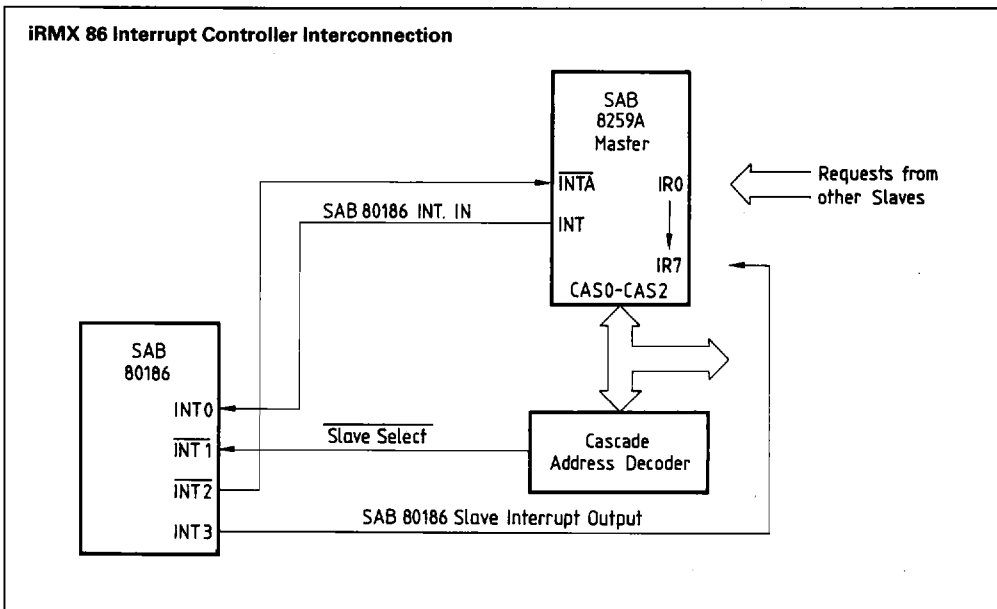 iRMX 86 Interrupt Controller Interconnection
SAB
8259A
Master
INTA
IR0
Requests from
other Slaves
SAB 80186 INT. IN
INT
IR7
CAS0-CAS2
SAB
80186
INT0
Slave Select
Cascade
Address Decoder
INT1
INT2
SAB 80186 Slave Interrupt Output
INT3